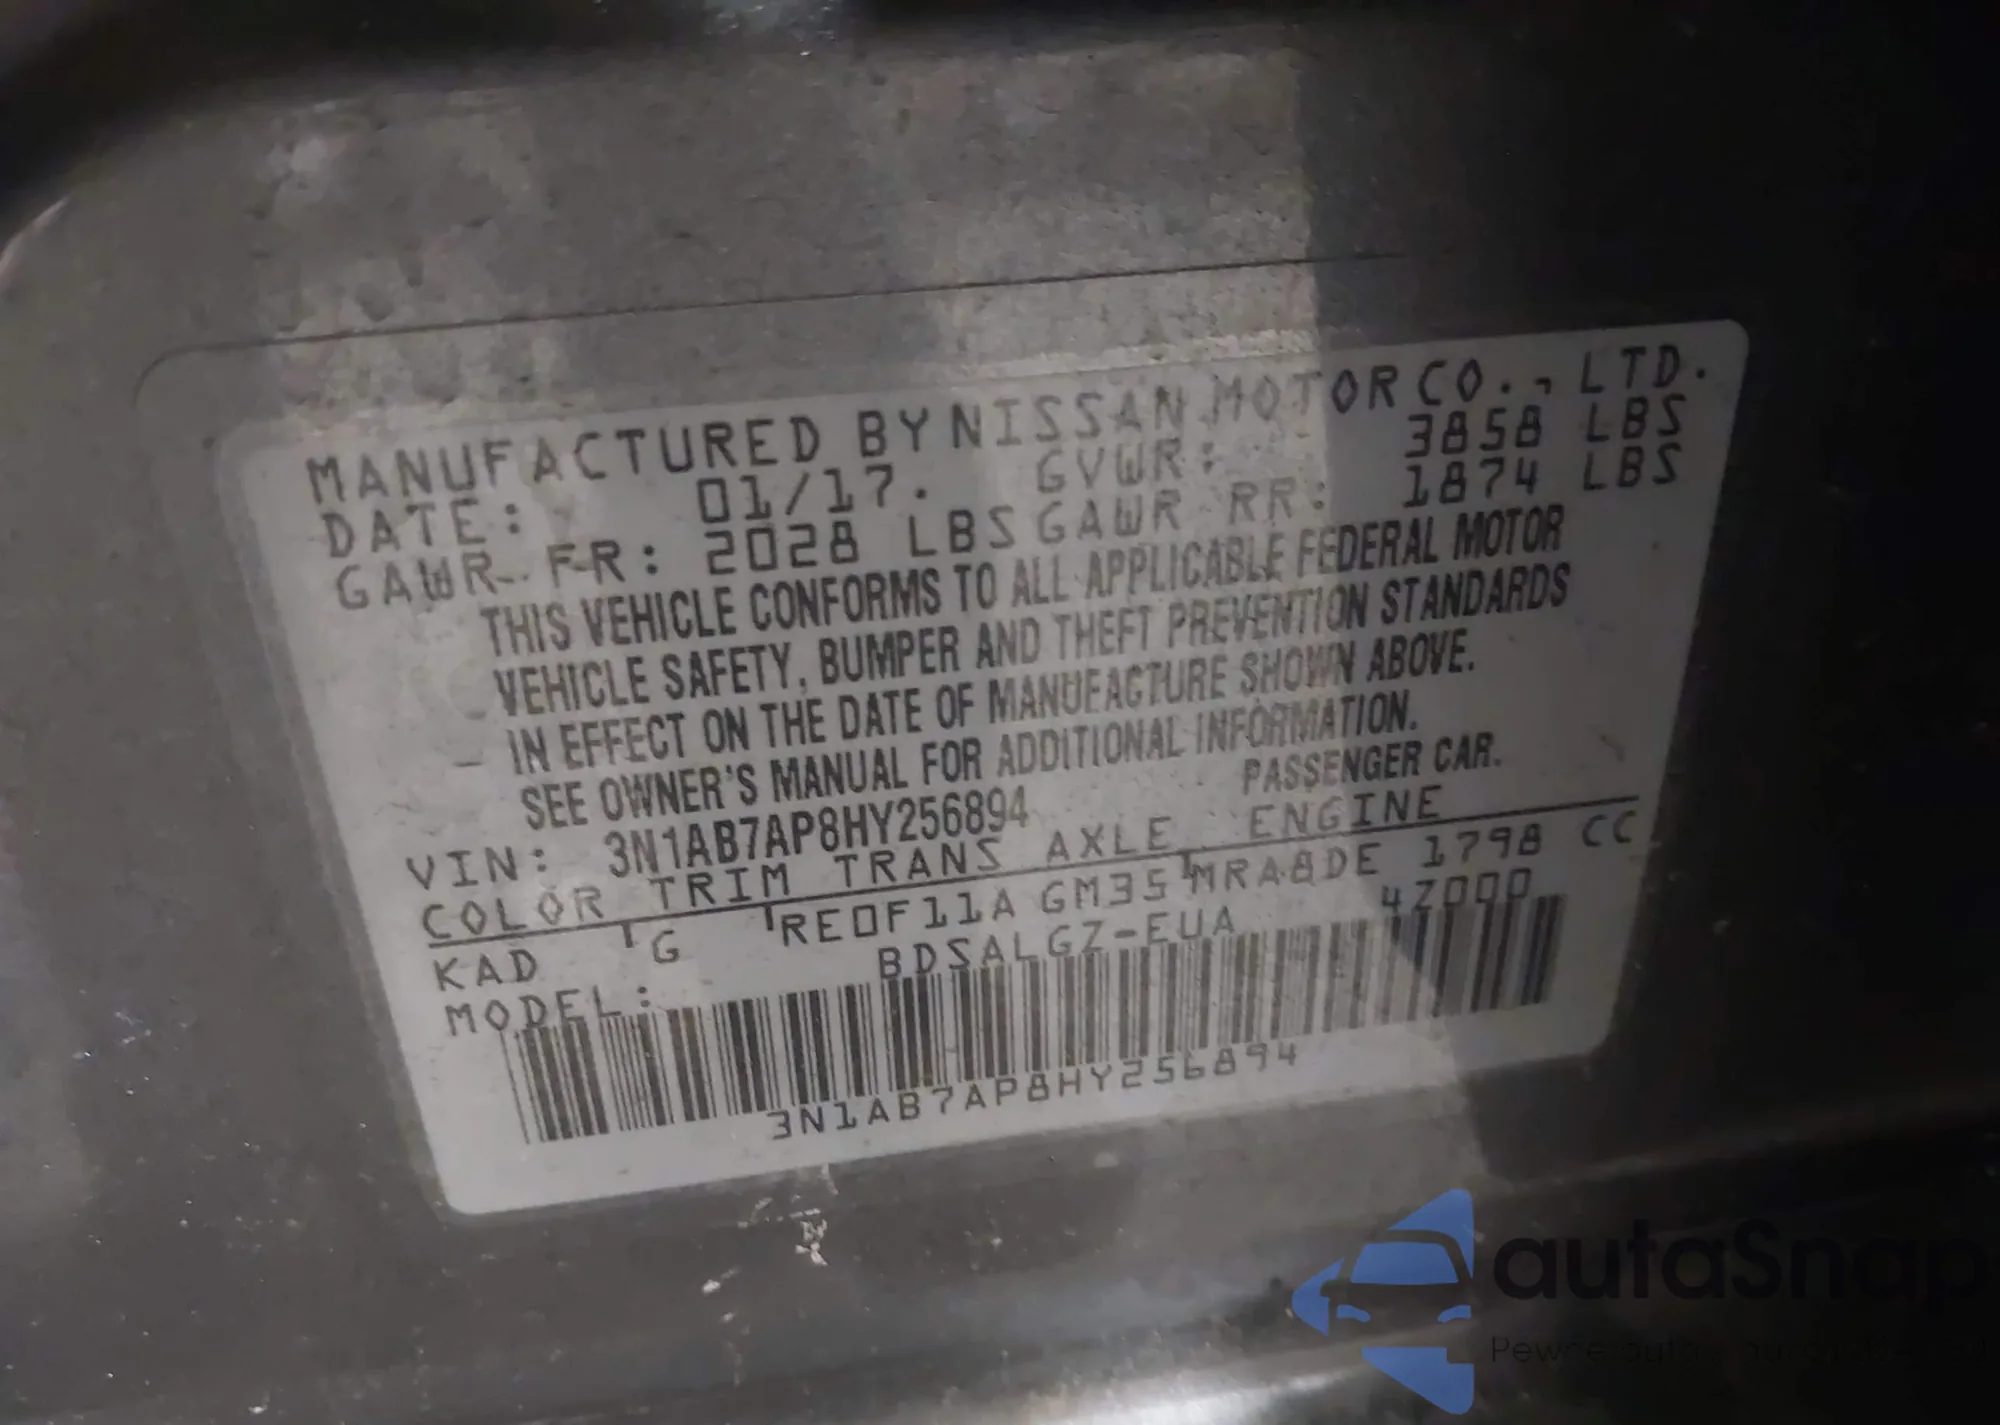 MANUFACTURED BY NISSAN MOTOR CO., LTD.
DATE: 01/17. GVWR: 3858 LBS
GAWR FR: 2028 LBS GAWR RR: 1874 LBS
THIS VEHICLE CONFORMS TO ALL APPLICABLE FEDERAL MOTOR
VEHICLE SAFETY, BUMPER AND THEFT PREVENTION STANDARDS
IN EFFECT ON THE DATE OF MANUFACTURE SHOWN ABOVE.
SEE OWNER'S MANUAL FOR ADDITIONAL INFORMATION.
VIN: 3N1AB7AP8HY256894 PASSENGER CAR.
COLOR TRIM TRANS AXLE ENGINE
KAD G RE0F11A GM35 MRA8DE 1798 CC
MODEL: BDSALGZ-EUA 4Z000
3N1AB7AP8HY256894
autaSnap